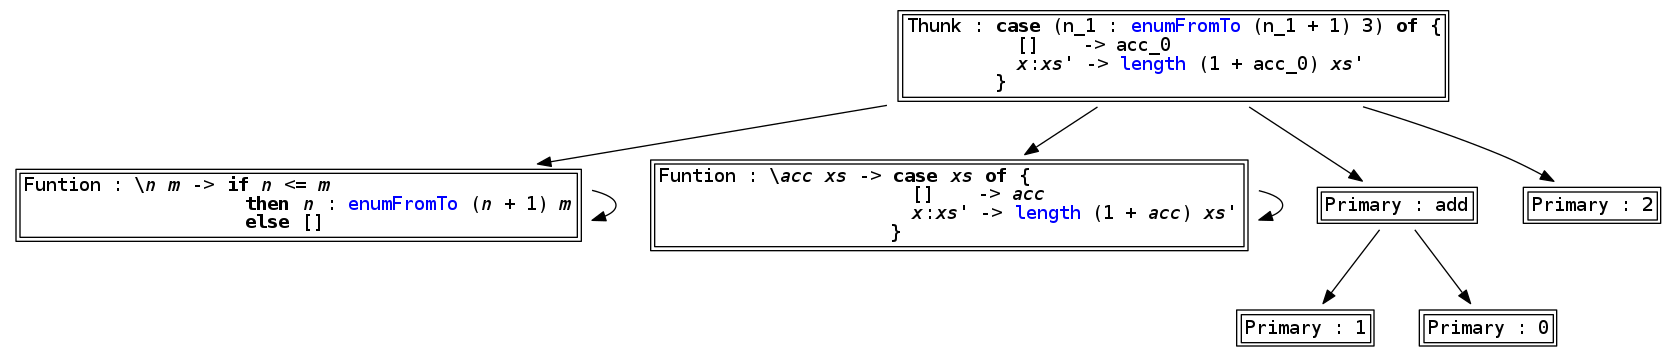 Thunk : case (n_1 : enumFromTo (n_1 + 1) 3) of {
[] -> acc_0
x:xs' -> length (1 + acc_0) xs'
}
Funtion : \n m -> if n <= m
then n : enumFromTo (n + 1) m
else []
Funtion : \acc xs -> case xs of {
[] -> acc
x:xs' -> length (1 + acc) xs'
}
Primary : add
Primary : 2
Primary : 1
Primary : 0